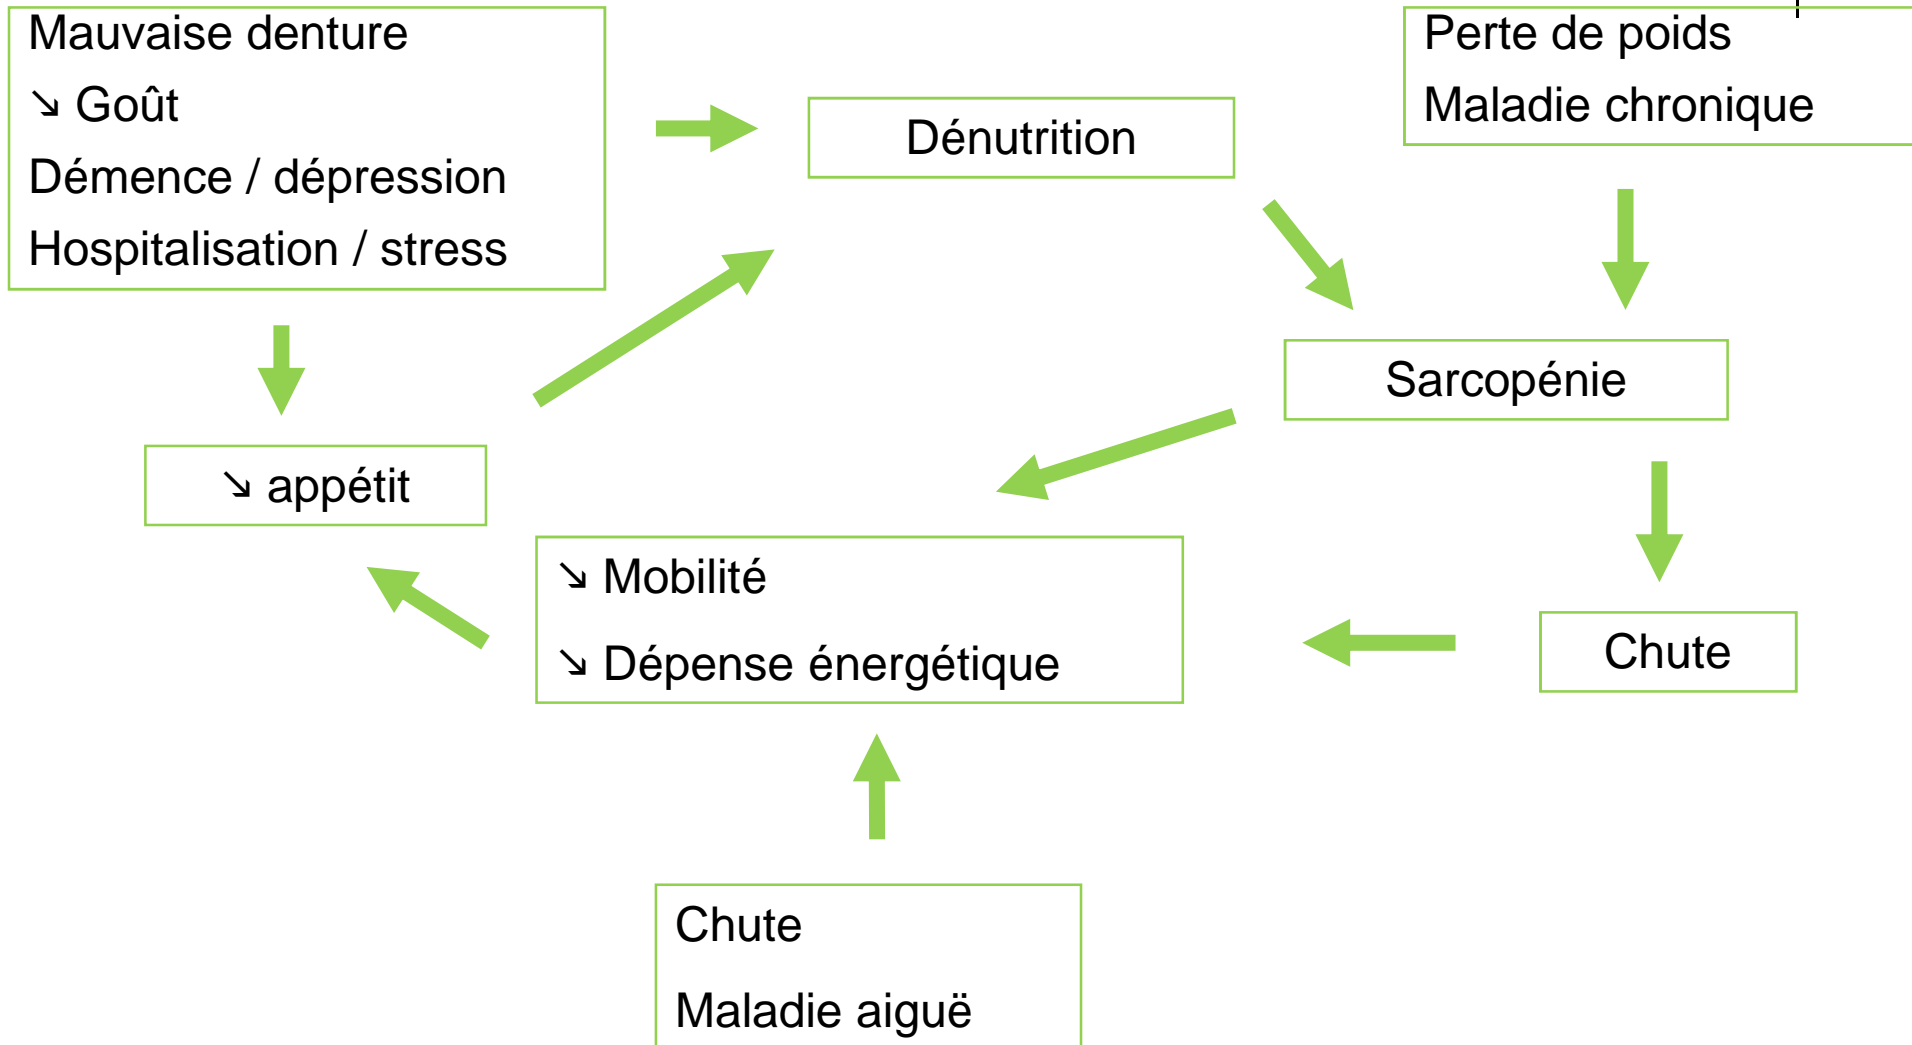 Mauvaise denture
↘ Goût
Démence / dépression
Hospitalisation / stress
Dénutrition
Perte de poids
Maladie chronique
Sarcopénie
↘ appétit
↘ Mobilité
↘ Dépense énergétique
Chute
Chute
Maladie aiguë